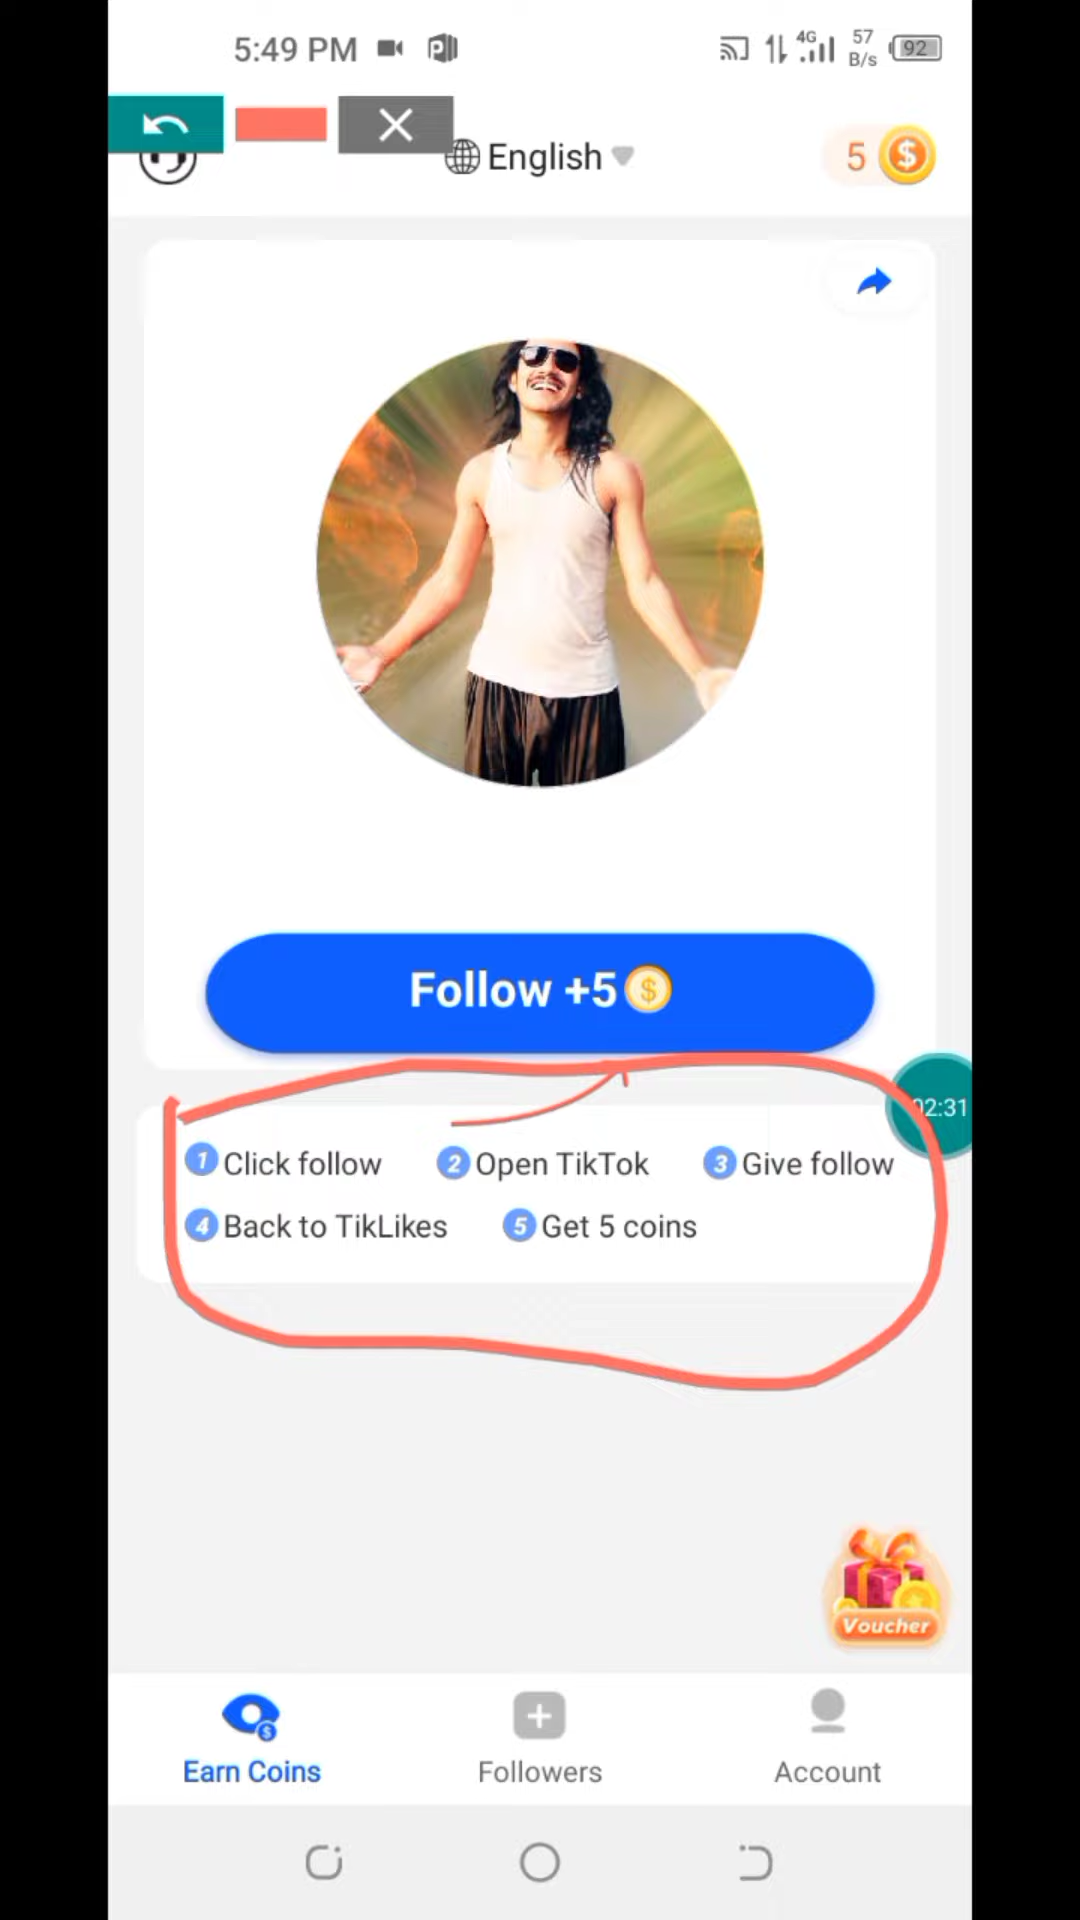 5:49 PM 4G 57 B/s 92
English 5
Follow +5
02:31
1 Click follow 2 Open TikTok 3 Give follow
4 Back to TikLikes 5 Get 5 coins
Voucher
Earn Coins Followers Account